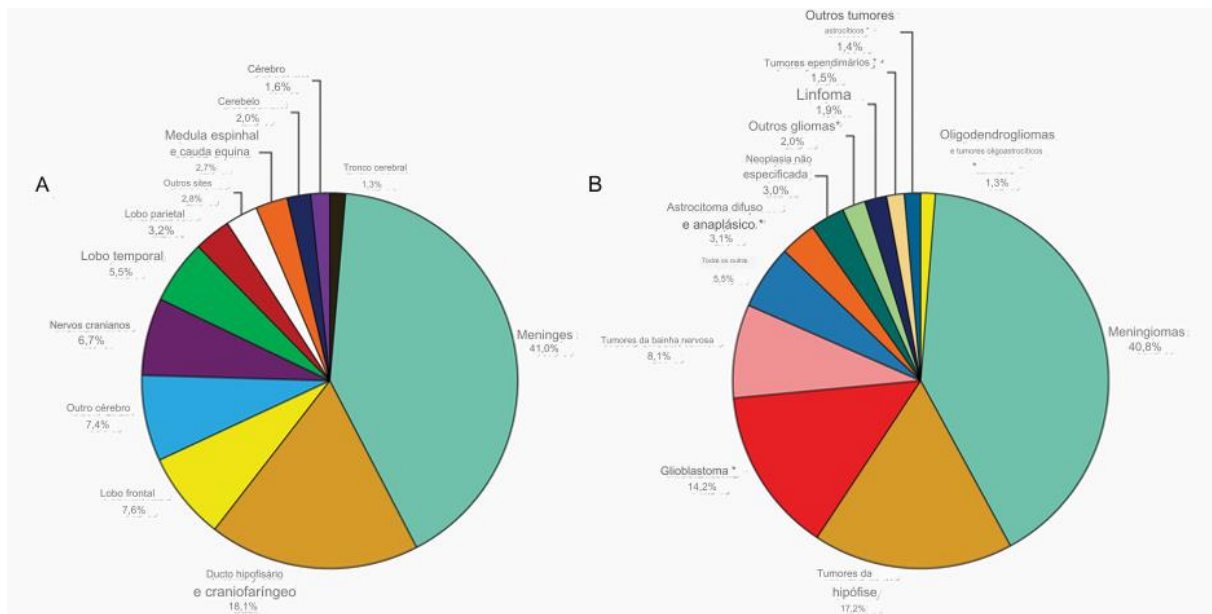 A
Cérebro
1,6%
Cerebelo
2,0%
Medula espinhal
e cauda equina
2,7%
Outros sites
2,8%
Lobo parietal
3,2%
Lobo temporal
5,5%
Nervos cranianos
6,7%
Outro cérebro
7,4%
Lobo frontal
7,6%
Ducto hipofisário
e craniofaríngeo
18,1%
Meninges
41,0%
Tronco cerebral
1,3%
B
Outros tumores
astrocíticos *
1,4%
Tumores ependimários * *
1,5%
Linfoma
1,9%
Outros gliomas*
2,0%
Neoplasia não
especificada
3,0%
Astrocitoma difuso
e anaplásico.*
3,1%
5,5%
Tumores da bainha nervosa
8,1%
Glioblastoma *
14,2%
Tumores da
hipófise
17,2%
Meningiomas
40,8%
Oligodendrogliomas
e tumores oligoastrocíticos
*
1,3%